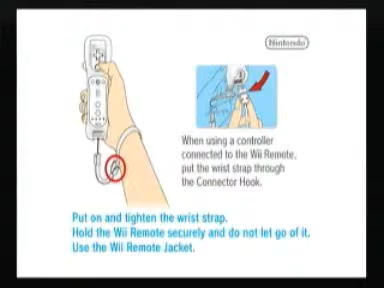 Nintendo
When using a controller
connected to the Wii Remote,
put the wrist strap through
the Connector Hook.
Put on and tighten the wrist strap.
Hold the Wii Remote securely and do not let go of it.
Use the Wii Remote Jacket.